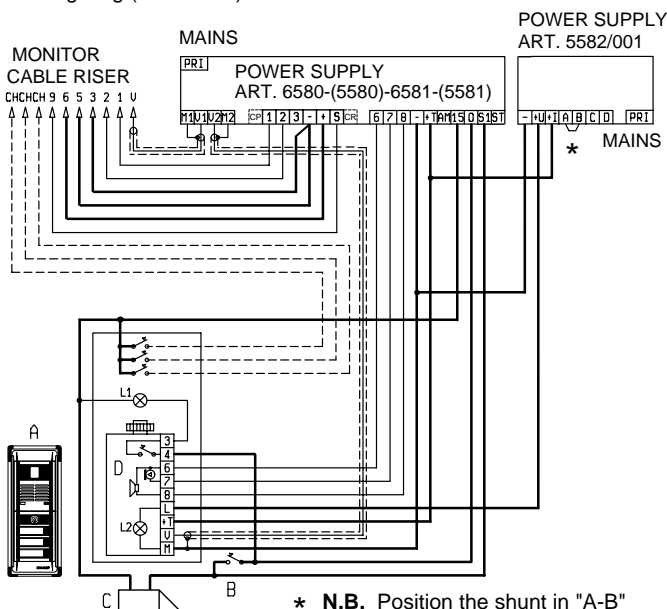 POWER SUPPLY
ART. 5582/001
MONITOR
CABLE RISER
MAINS
PRI
POWER SUPPLY
ART. 6580-(5580)-6581-(5581)
CH CH CH 9 6 5 3 2 1 V
M1 V1 V2 M2 CP 1 2 3 - + S CR 6 7 8 - +T AM 15 0 S1 ST
- +U +I A B C D PRI
*
MAINS
L1
A
D
3
4
6
7
8
L
+T
V
M
L2
B
C
* N.B. Position the shunt in "A-B"